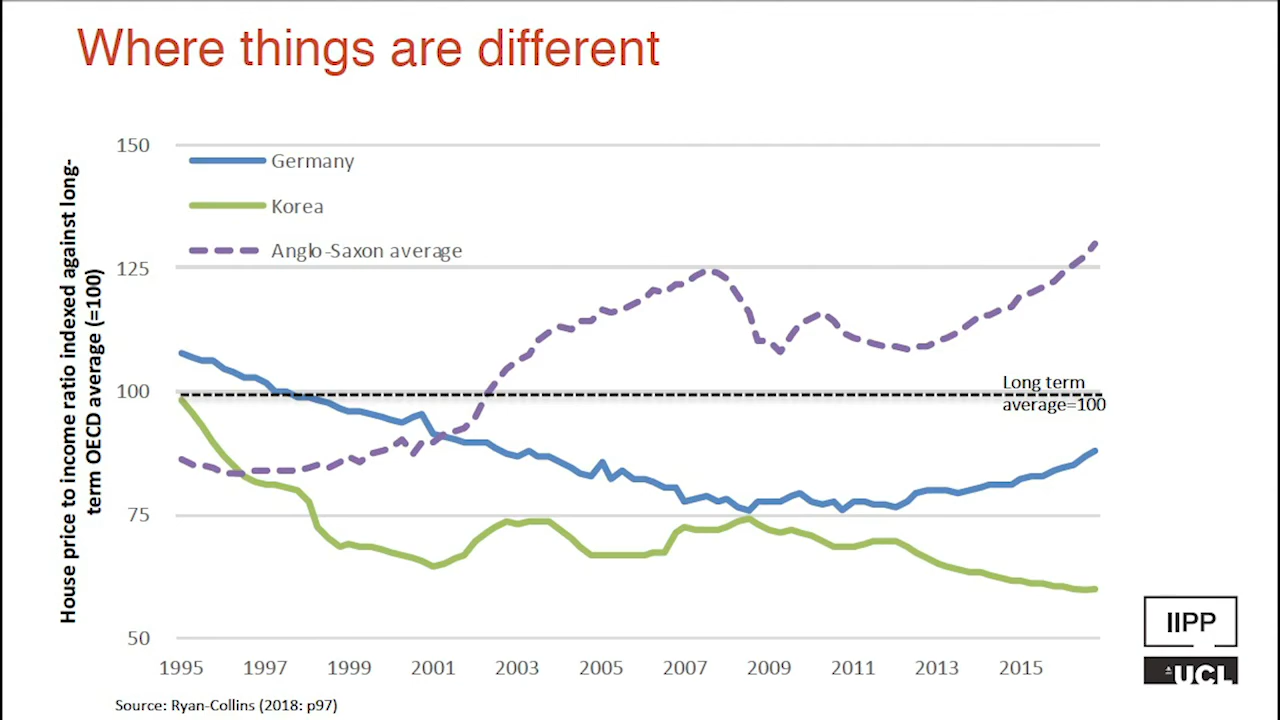 Where things are different
House price to income ratio indexed against long-
term OECD average (=100)
150
125
100
75
50
Germany
Korea
Anglo-Saxon average
Long term
average=100
1995 1997 1999 2001 2003 2005 2007 2009 2011 2013 2015
Source: Ryan-Collins (2018: p97)
IIPP
UCL